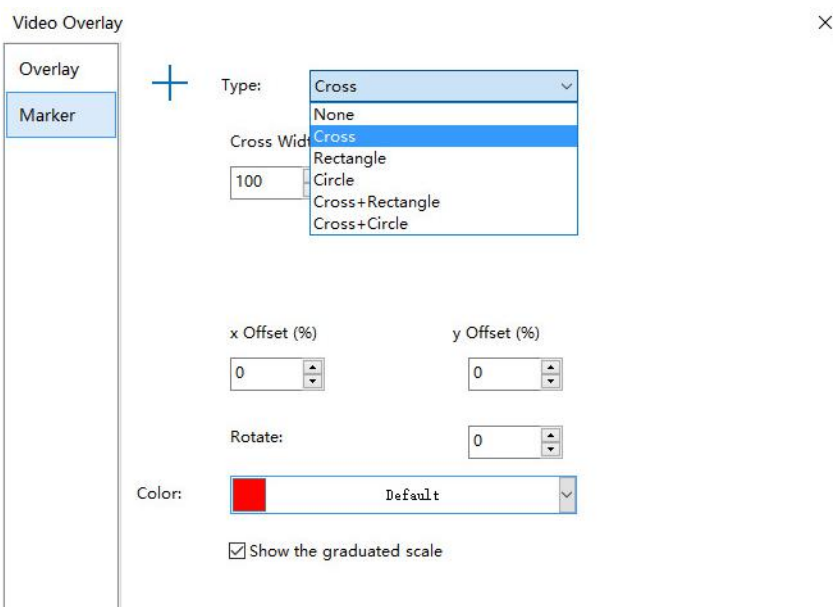 Video Overlay
Overlay
Marker
Type:
Cross
None
Cross
Rectangle
Circle
Cross+Rectangle
Cross+Circle
Cross
100
x Offset (%)
y Offset (%)
0
0
Rotate:
0
Color:
Default
Show the graduated scale